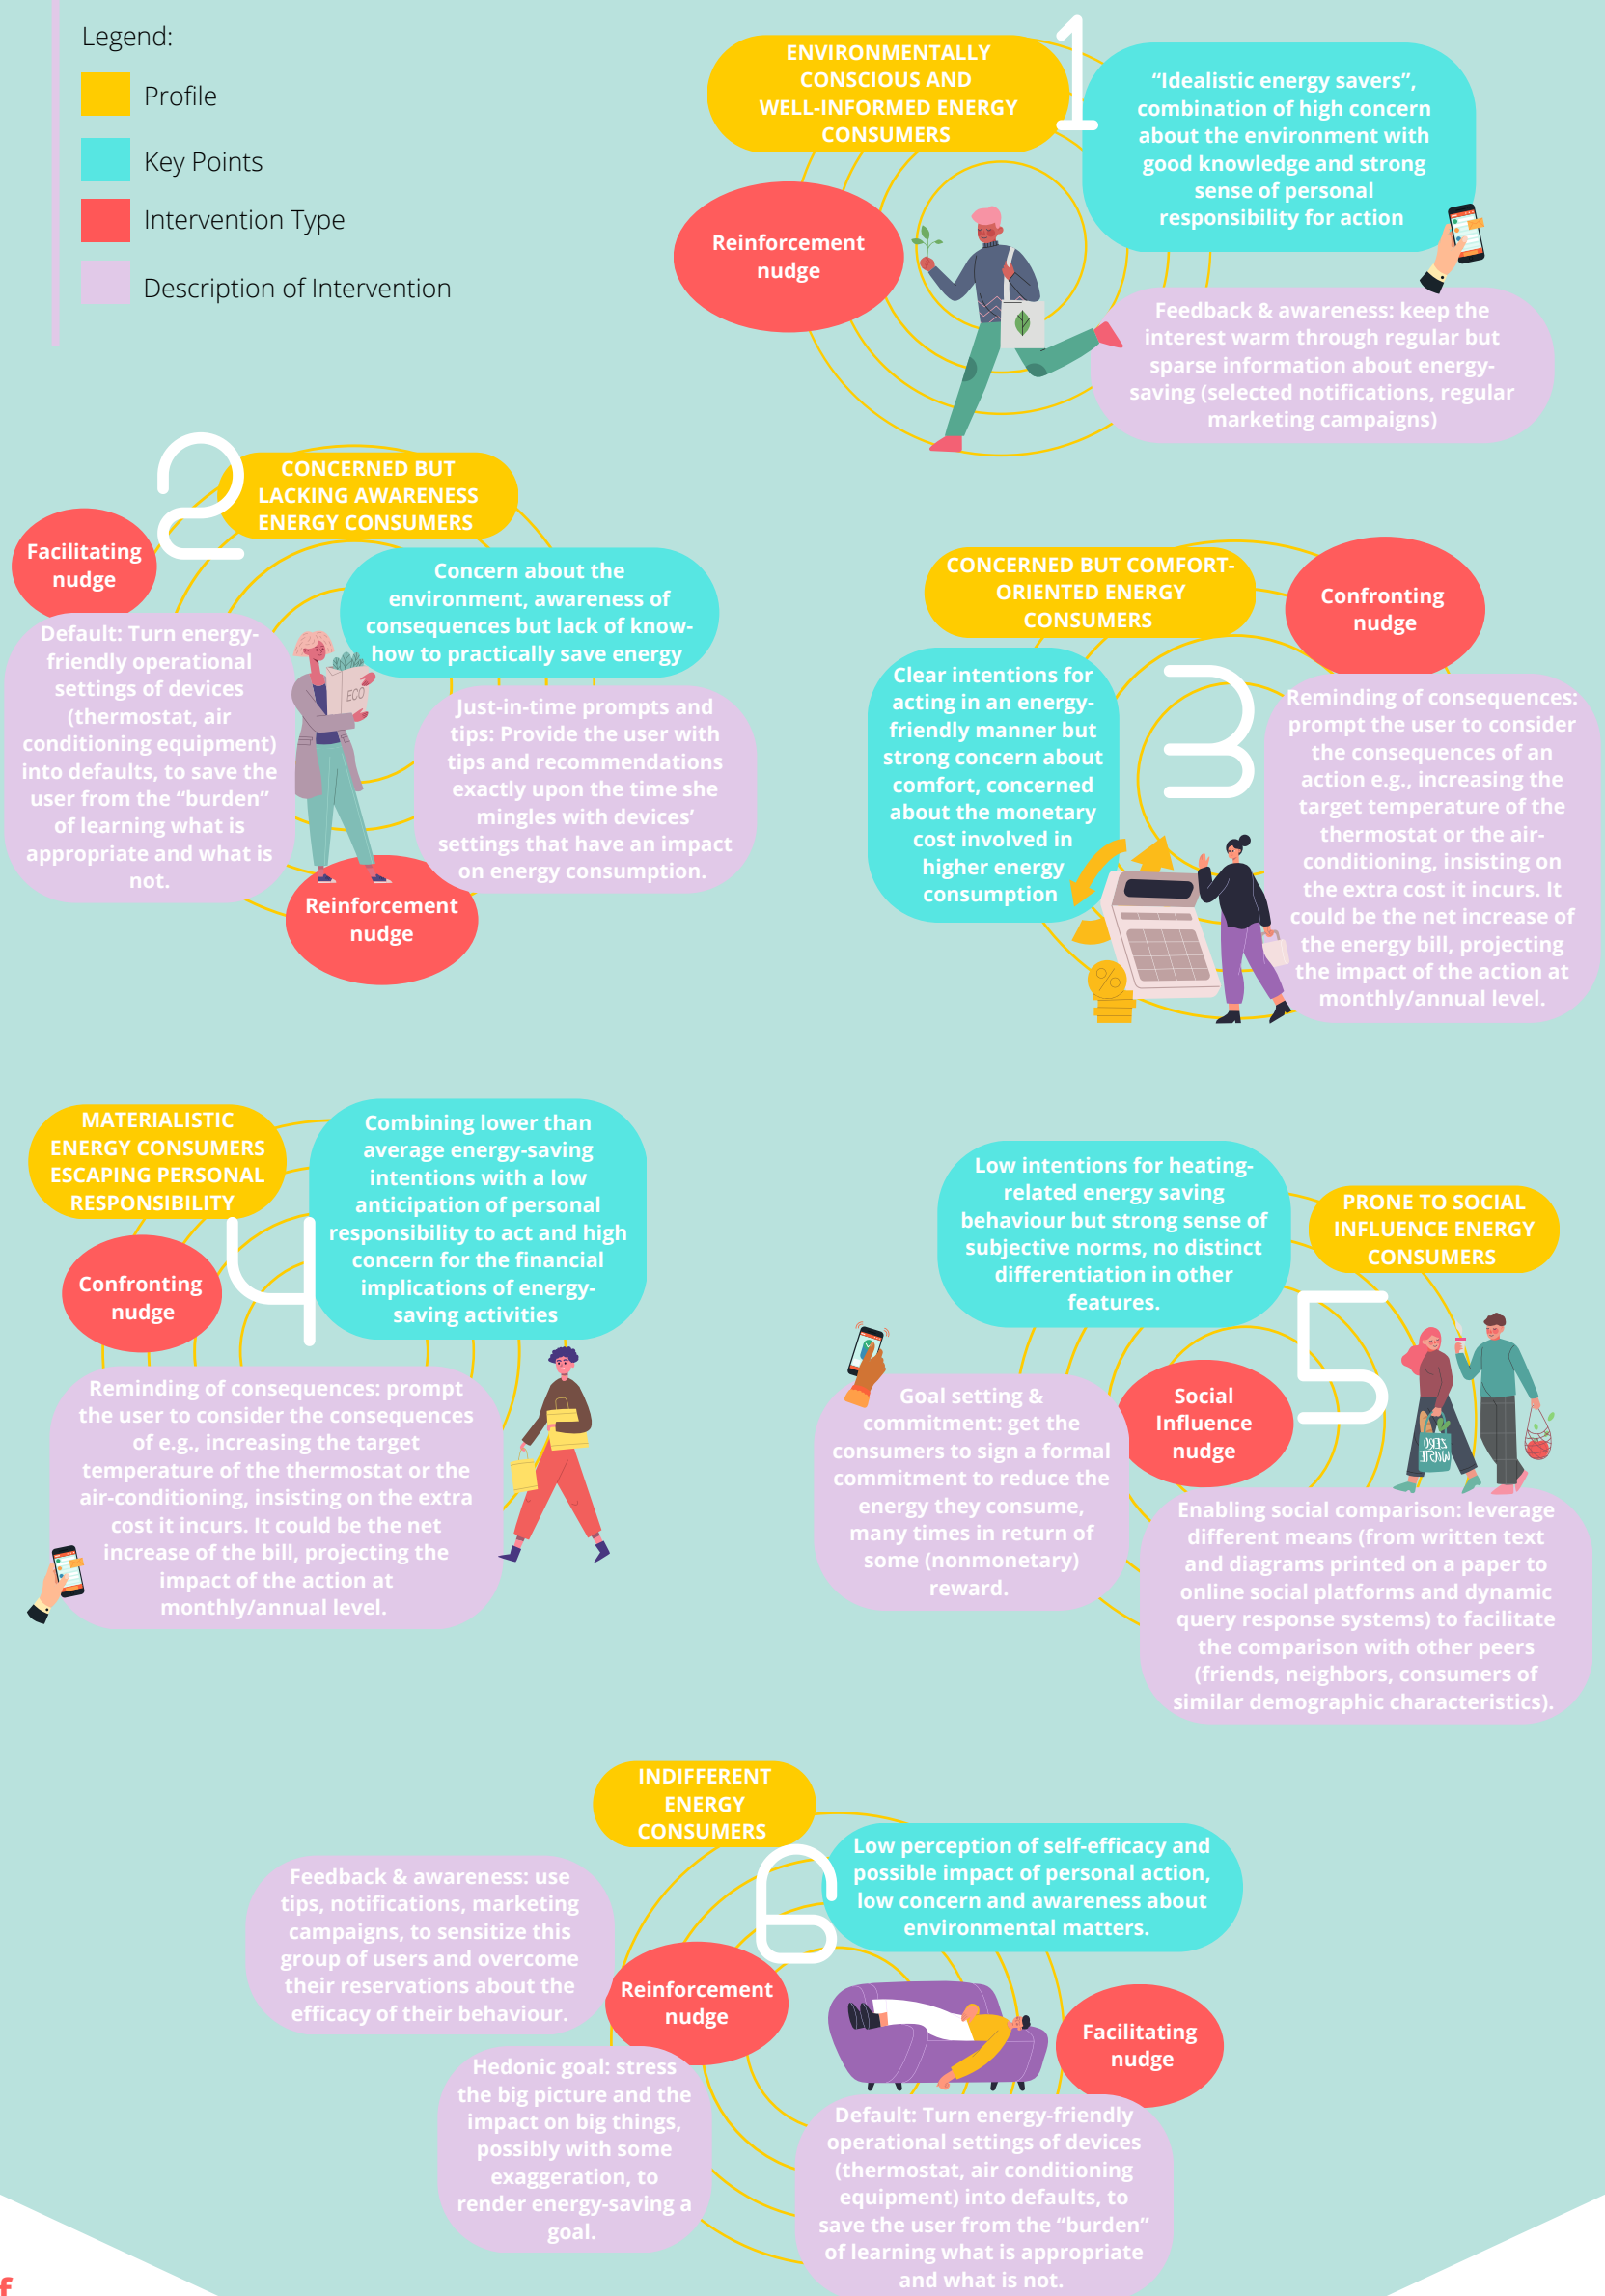 Legend:
Profile
Key Points
Intervention Type
Description of Intervention
1
ENVIRONMENTALLY
CONSCIOUS AND
WELL-INFORMED ENERGY
CONSUMERS
“Idealistic energy savers”,
combination of high concern
about the environment with
good knowledge and strong
sense of personal
responsibility for action
Reinforcement
nudge
Feedback & awareness: keep the
interest warm through regular but
sparse information about energy-
saving (selected notifications, regular
marketing campaigns)
2
CONCERNED BUT
LACKING AWARENESS
ENERGY CONSUMERS
Facilitating
nudge
Concern about the
environment, awareness of
consequences but lack of know-
how to practically save energy
Default: Turn energy-
friendly operational
settings of devices
(thermostat, air
conditioning equipment)
into defaults, to save the
user from the “burden”
of learning what is
appropriate and what is
not.
ECO
Just-in-time prompts and
tips: Provide the user with
tips and recommendations
exactly upon the time she
mingles with devices’
settings that have an impact
on energy consumption.
Reinforcement
nudge
3
CONCERNED BUT COMFORT-
ORIENTED ENERGY
CONSUMERS
Confronting
nudge
Clear intentions for
acting in an energy-
friendly manner but
strong concern about
comfort, concerned
about the monetary
cost involved in
higher energy
consumption
Reminding of consequences:
prompt the user to consider
the consequences of an
action e.g., increasing the
target temperature of the
thermostat or the air-
conditioning, insisting on
the extra cost it incurs. It
could be the net increase of
the energy bill, projecting
the impact of the action at
monthly/annual level.
%
4
MATERIALISTIC
ENERGY CONSUMERS
ESCAPING PERSONAL
RESPONSIBILITY
Combining lower than
average energy-saving
intentions with a low
anticipation of personal
responsibility to act and high
concern for the financial
implications of energy-
saving activities
Confronting
nudge
Reminding of consequences: prompt
the user to consider the consequences
of e.g., increasing the target
temperature of the thermostat or the
air-conditioning, insisting on the extra
cost it incurs. It could be the net
increase of the bill, projecting the
impact of the action at
monthly/annual level.
5
Low intentions for heating-
related energy saving
behaviour but strong sense of
subjective norms, no distinct
differentiation in other
features.
PRONE TO SOCIAL
INFLUENCE ENERGY
CONSUMERS
Goal setting &
commitment: get the
consumers to sign a formal
commitment to reduce the
energy they consume,
many times in return of
some (nonmonetary)
reward.
Social
Influence
nudge
ZERO
WASTE
Enabling social comparison: leverage
different means (from written text
and diagrams printed on a paper to
online social platforms and dynamic
query response systems) to facilitate
the comparison with other peers
(friends, neighbors, consumers of
similar demographic characteristics).
6
INDIFFERENT
ENERGY
CONSUMERS
Low perception of self-efficacy and
possible impact of personal action,
low concern and awareness about
environmental matters.
Feedback & awareness: use
tips, notifications, marketing
campaigns, to sensitize this
group of users and overcome
their reservations about the
efficacy of their behaviour.
Reinforcement
nudge
Facilitating
nudge
Hedonic goal: stress
the big picture and the
impact on big things,
possibly with some
exaggeration, to
render energy-saving a
goal.
Default: Turn energy-friendly
operational settings of devices
(thermostat, air conditioning
equipment) into defaults, to
save the user from the “burden”
of learning what is appropriate
and what is not.
f